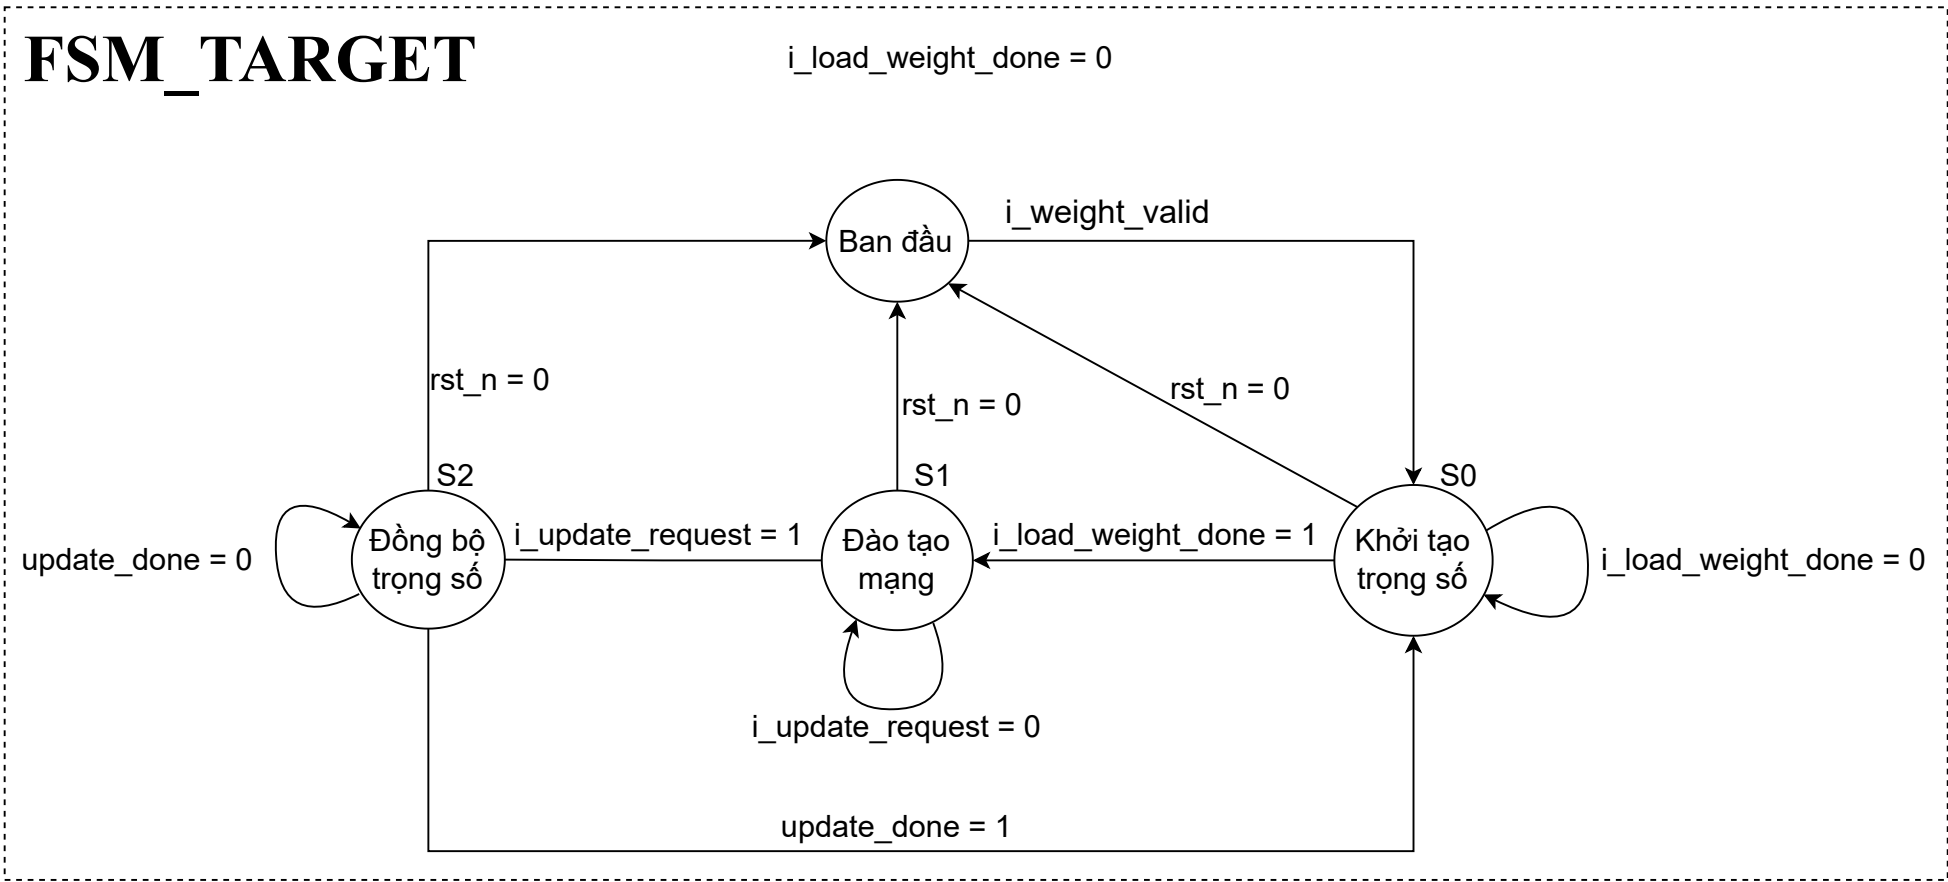 FSM_TARGET
i_load_weight_done = 0
i_weight_valid
Ban đầu
rst_n = 0
rst_n = 0
rst_n = 0
S2
S1
S0
update_done = 0
Đồng bộ
trọng số
i_update_request = 1
Đào tạo
mạng
i_load_weight_done = 1
Khởi tạo
trọng số
i_load_weight_done = 0
i_update_request = 0
update_done = 1